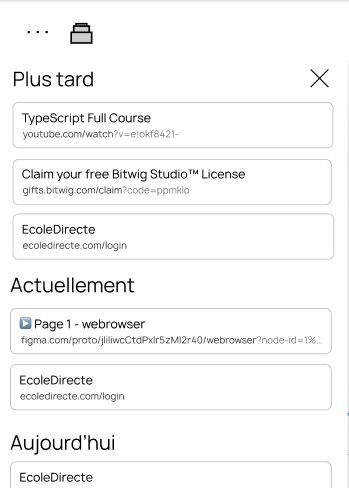 Plus tard
TypeScript Full Course
youtube.com/watch?v=e!okf8421-
Claim your free Bitwig Studio™ License
gifts.bitwig.com/claim?code=ppmklo
EcoleDirecte
ecoledirecte.com/login
Actuellement
Page 1 - webrowser
figma.com/proto/jliliwcCtdPxlr5zMI2r40/webrowser?node-id=1%...
EcoleDirecte
ecoledirecte.com/login
Aujourd’hui
EcoleDirecte